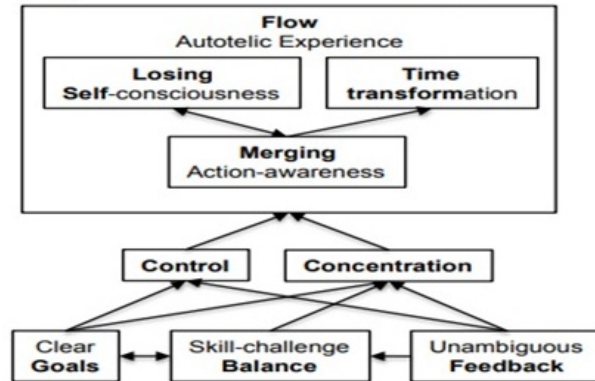 Flow
Autotelic Experience
Losing
Self-consciousness
Time
transformation
Merging
Action-awareness
Control
Concentration
Clear
Goals
Skill-challenge
Balance
Unambiguous
Feedback